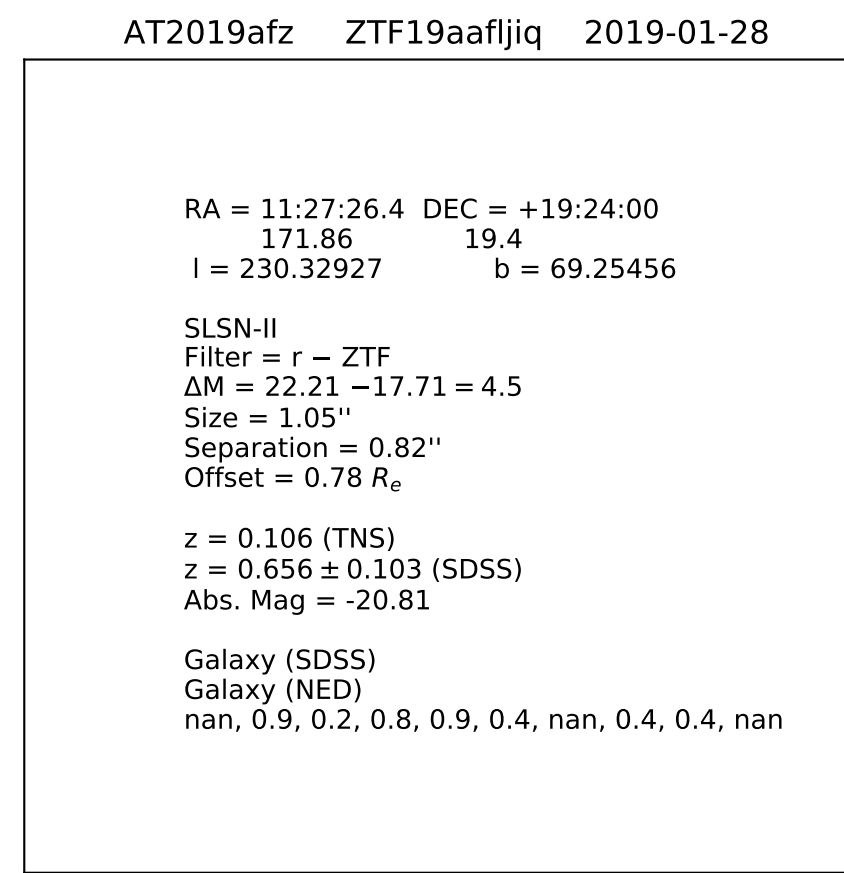 AT2019afz ZTF19aafljiq 2019-01-28
RA = 11:27:26.4 DEC = +19:24:00
171.86 19.4
l = 230.32927 b = 69.25456
SLSN-II
Filter = r − ZTF
ΔM = 22.21 −17.71 = 4.5
Size = 1.05''
Separation = 0.82''
Offset = 0.78 Re
z = 0.106 (TNS)
z = 0.656 ± 0.103 (SDSS)
Abs. Mag = -20.81
Galaxy (SDSS)
Galaxy (NED)
nan, 0.9, 0.2, 0.8, 0.9, 0.4, nan, 0.4, 0.4, nan